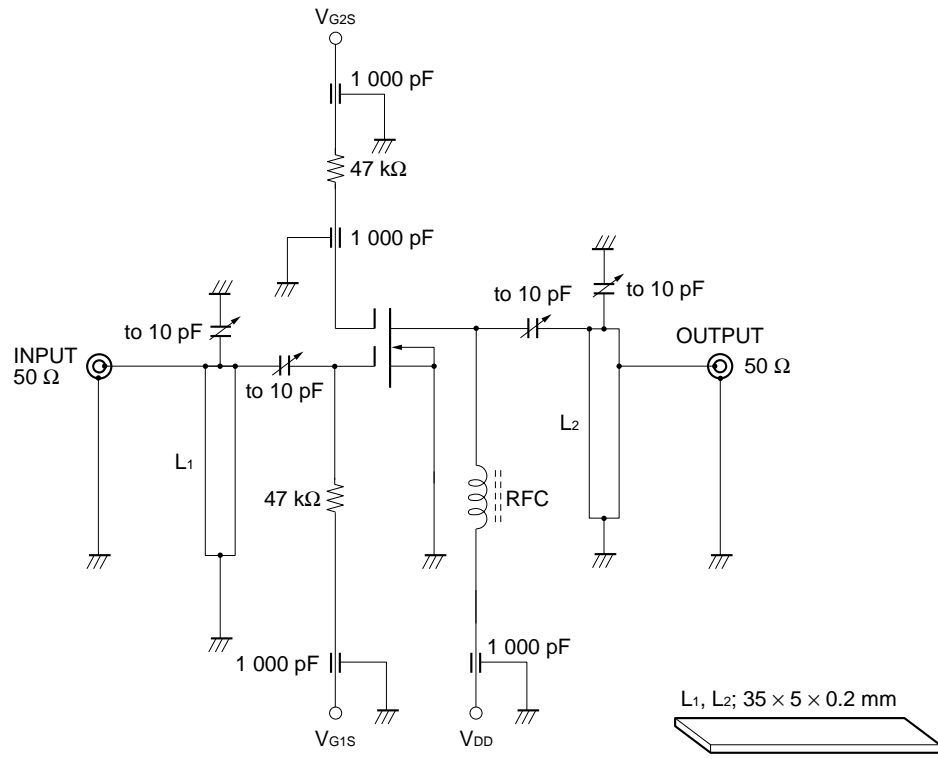 VG2S
1 000 pF
47 kΩ
1 000 pF
to 10 pF
to 10 pF
to 10 pF
INPUT
50 Ω
to 10 pF
OUTPUT
50 Ω
L1
L2
47 kΩ
RFC
1 000 pF
1 000 pF
VG1S
VDD
L1, L2; 35 × 5 × 0.2 mm